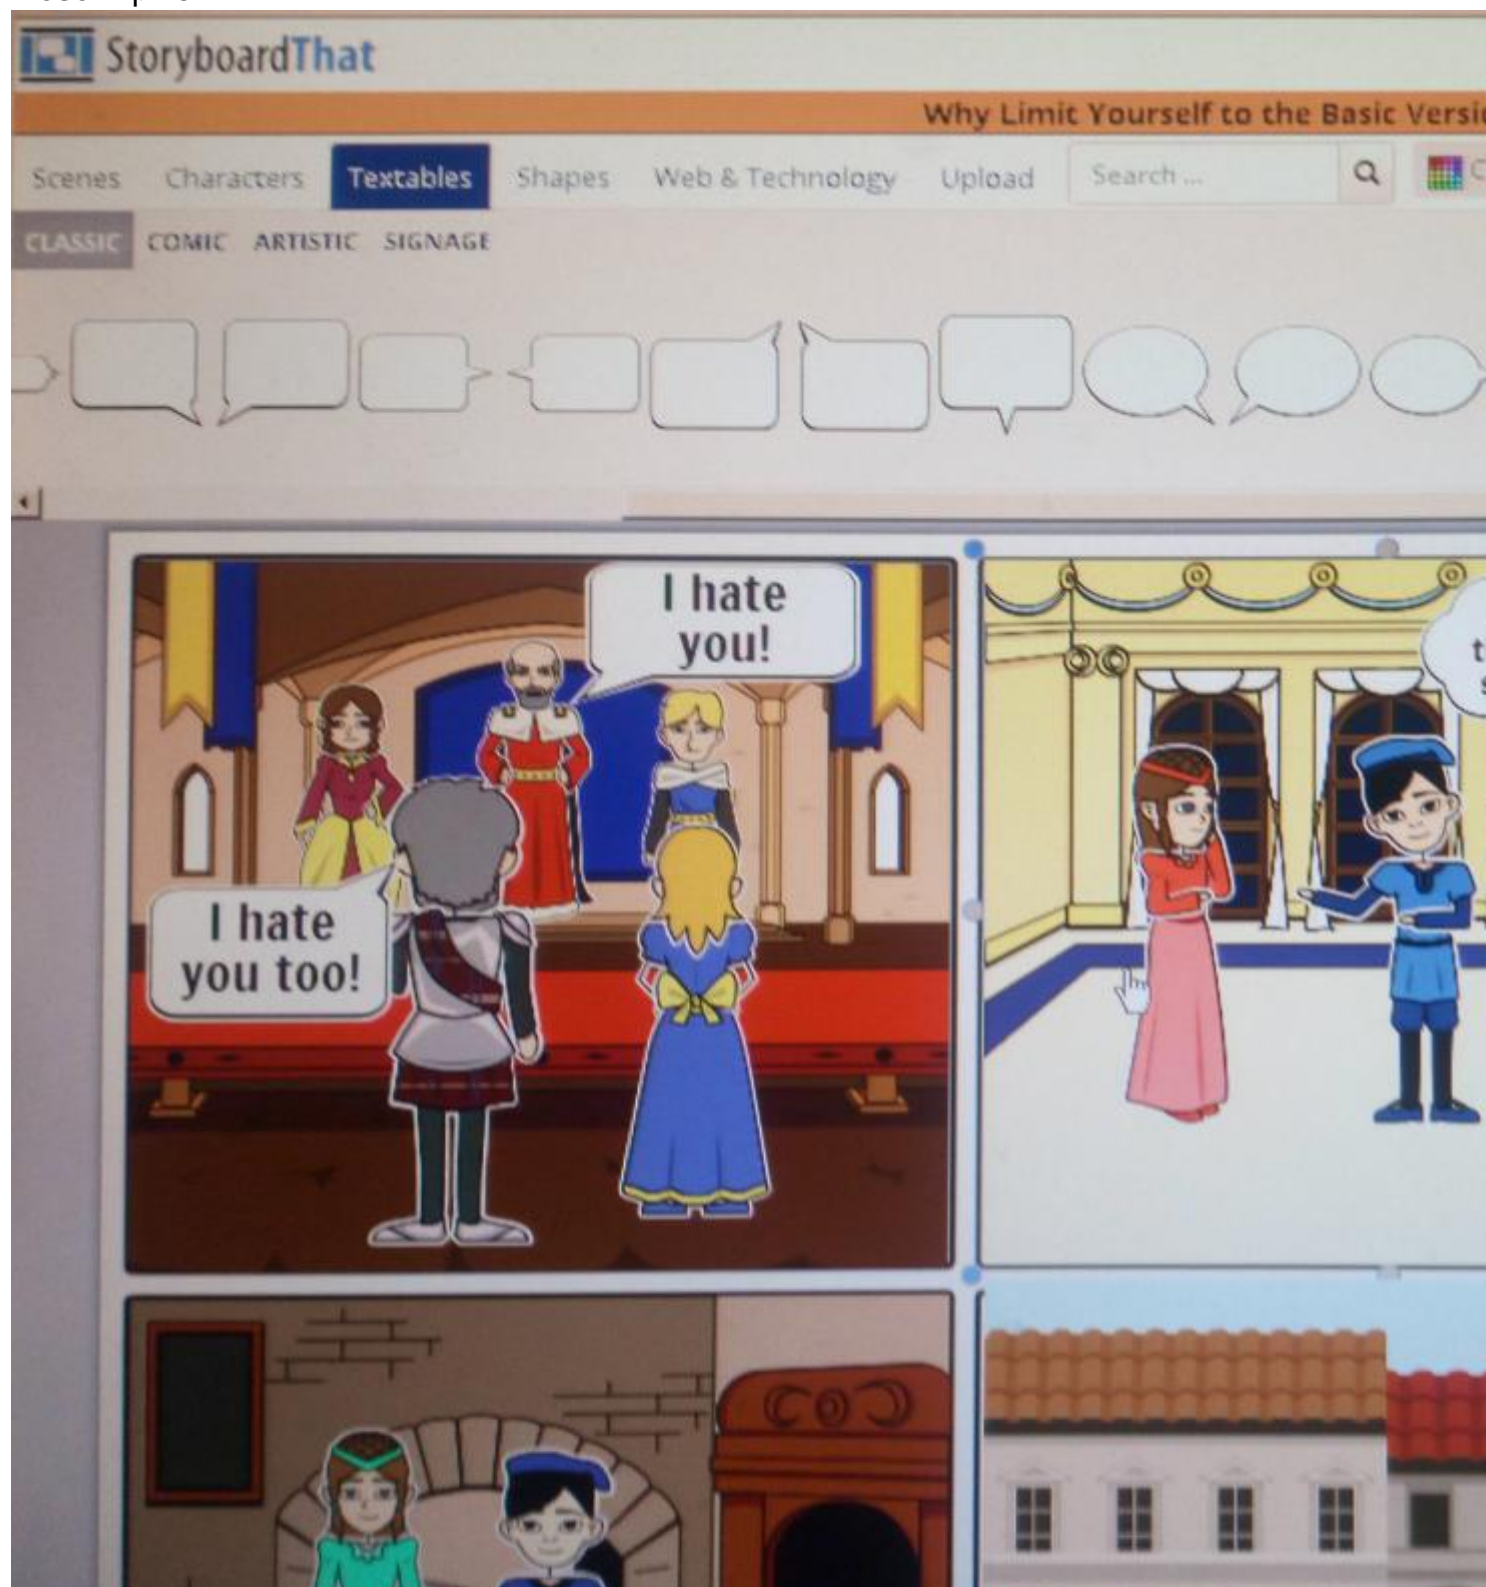 StoryboardThat
Why Limit Yourself to the Basic
Scenes Characters Textables Shapes Web & Technology Upload Search ...
CLASSIC COMIC ARTISTIC SIGNAGE
I hate
you!
I hate
you too!